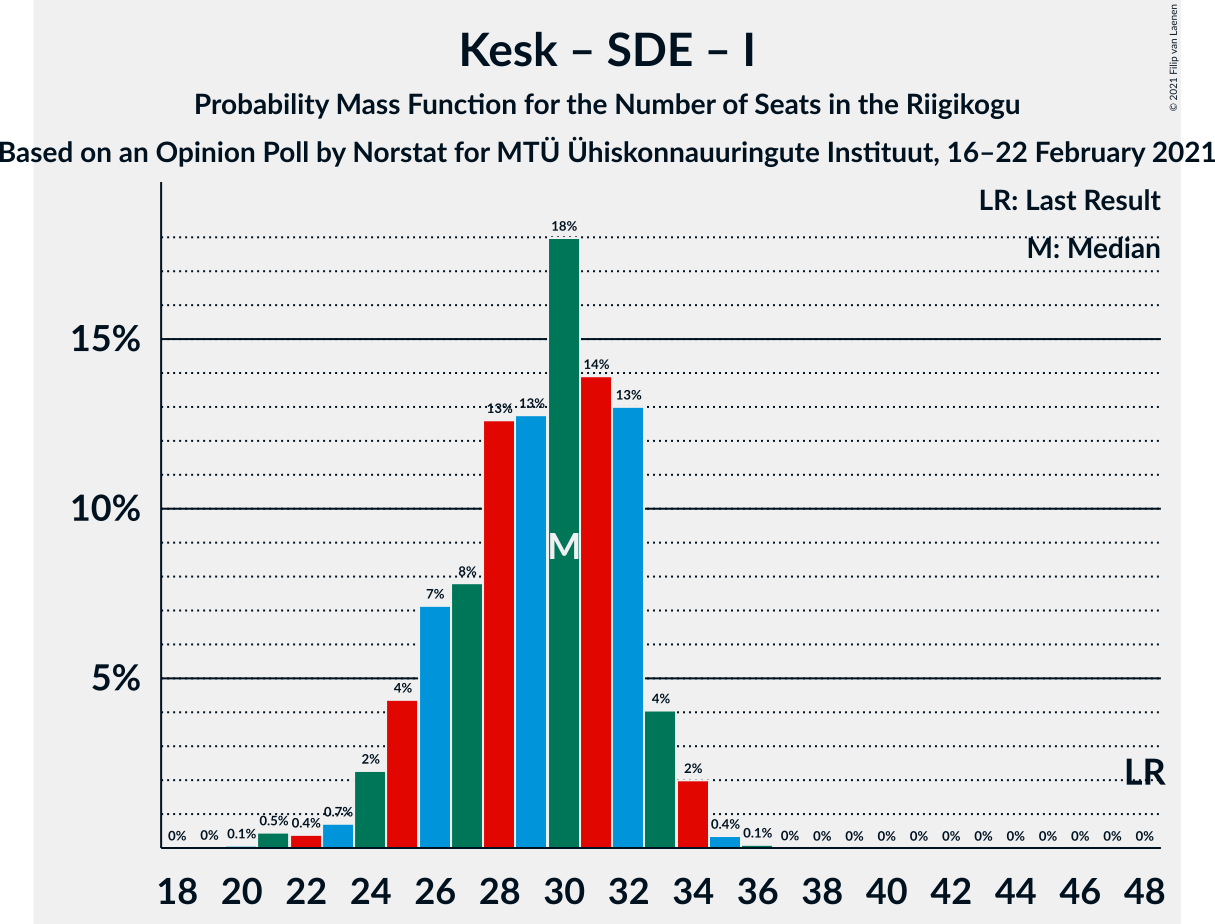 Kesk – SDE – I
Probability Mass Function for the Number of Seats in the Riigikogu
Based on an Opinion Poll by Norstat for MTÜ Ühiskonnauuringute Instituut, 16–22 February 2021
© 2021 Filip van Laenen
LR: Last Result
M: Median
15%
10%
5%
0% 0% 0.1% 0.5% 0.4% 0.7% 2% 4% 7% 8% 13% 13% 18% 14% 13% 4% 2% 0.4% 0.1% 0% 0% 0% 0% 0% 0% 0% 0% 0% 0% 0% 0%
M
LR
18 20 22 24 26 28 30 32 34 36 38 40 42 44 46 48